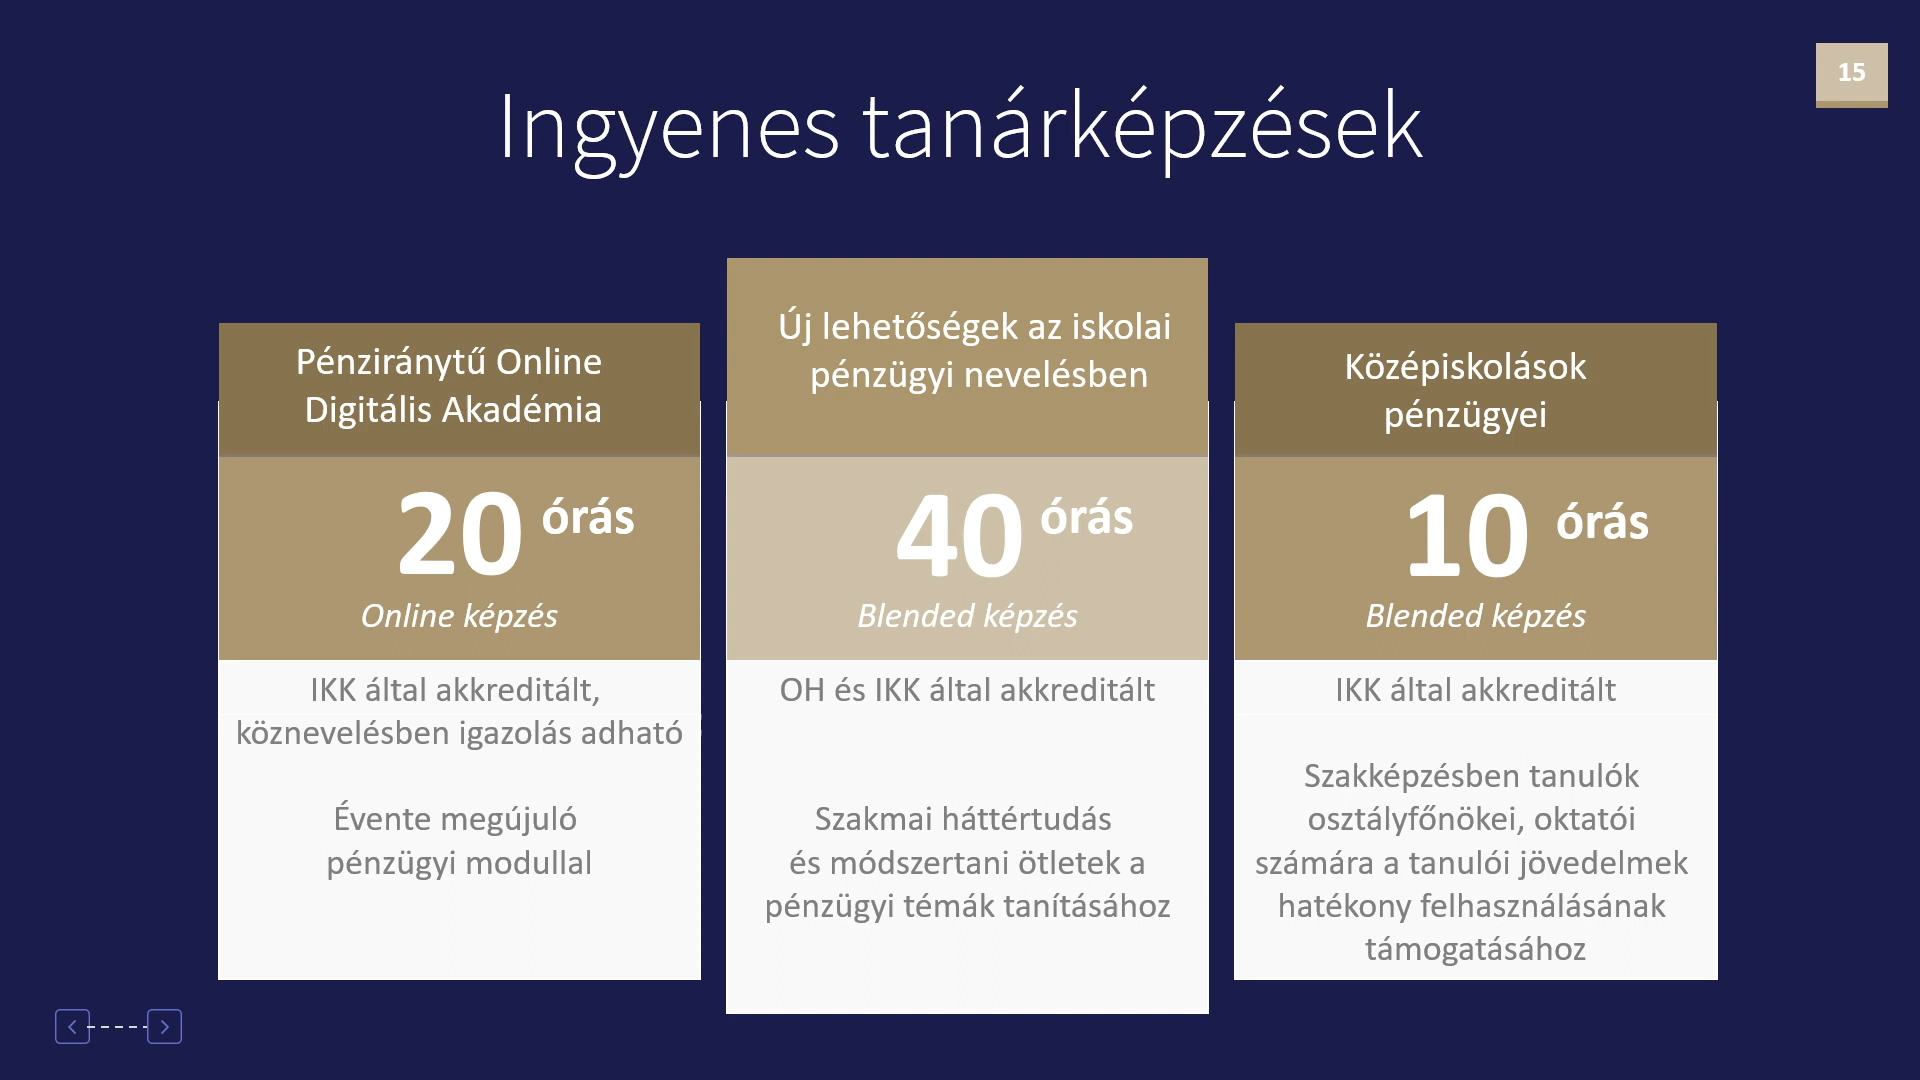 15
Ingyenes tanárképzések
Pénziránytű Online
Digitális Akadémia
20 órás
Online képzés
IKK által akkreditált,
köznevelésben igazolás adható
Évente megújuló
pénzügyi modullal
Új lehetőségek az iskolai
pénzügyi nevelésben
40 órás
Blended képzés
OH és IKK által akkreditált
Szakmai háttértudás
és módszertani ötletek a
pénzügyi témák tanításához
Középiskolások
pénzügyei
10 órás
Blended képzés
IKK által akkreditált
Szakképzésben tanulók
osztályfőnökei, oktatói
számára a tanulói jövedelmek
hatékony felhasználásának
támogatásához